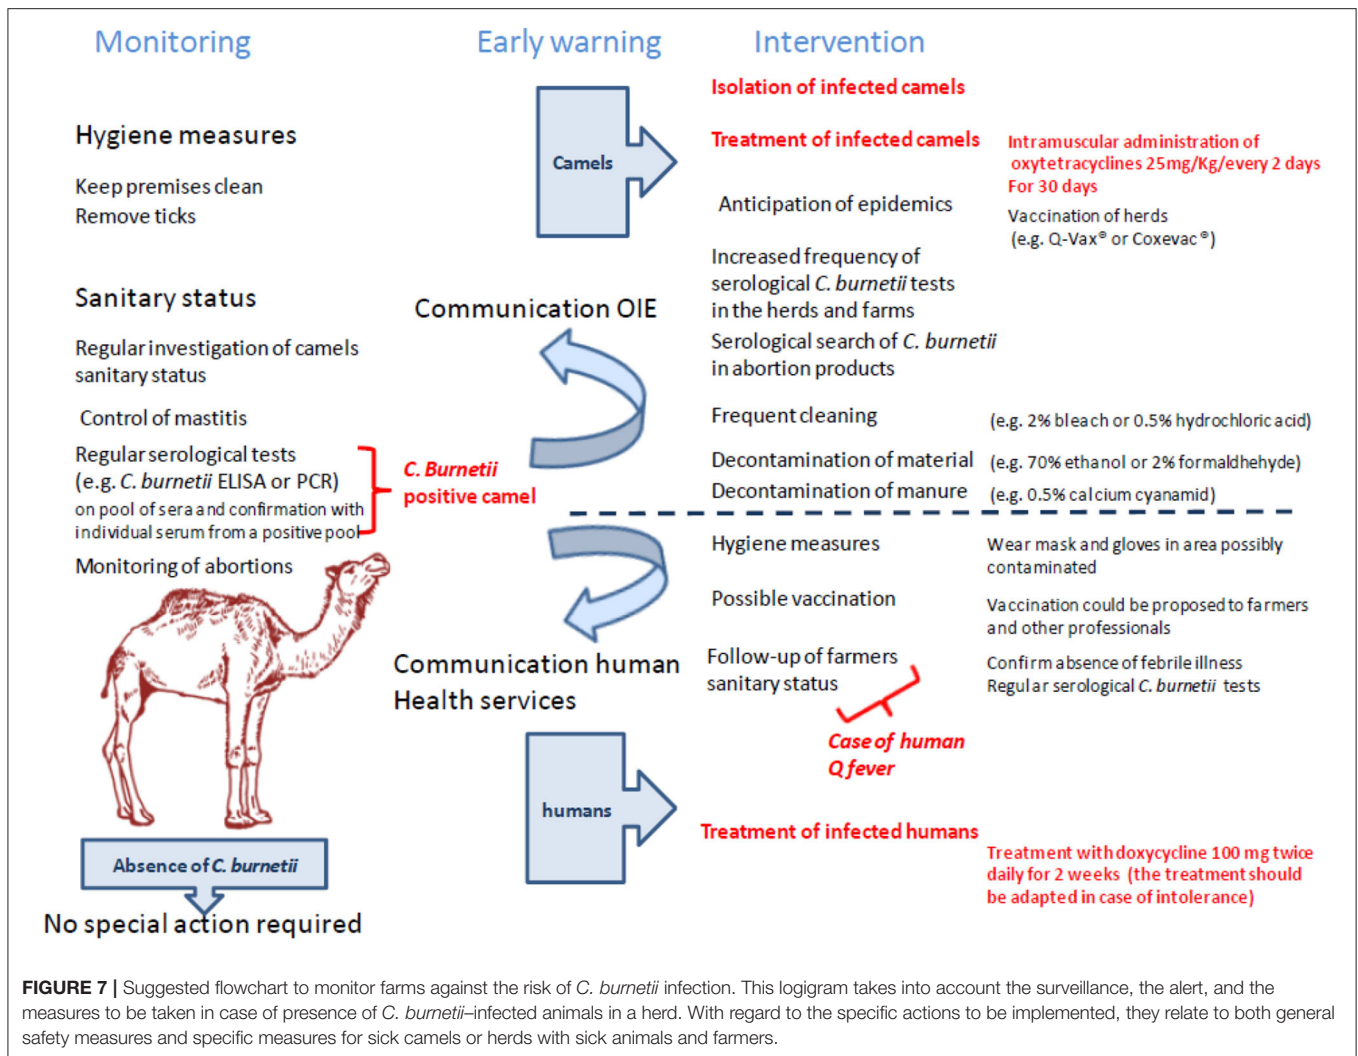 Monitoring
Early warning
Intervention
Hygiene measures
Keep premises clean
Remove ticks
Sanitary status
Regular investigation of camels
sanitary status
Control of mastitis
Regular serological tests
(e.g. C. burnetii ELISA or PCR)
on pool of sera and confirmation with
individual serum from a positive pool
Monitoring of abortions
C. Burnetii
positive camel
Absence of C. burnetii
No special action required
Camels
Communication OIE
Communication human
Health services
humans
Isolation of infected camels
Treatment of infected camels
Intramuscular administration of
oxytetracyclines 25mg/Kg/every 2 days
For 30 days
Anticipation of epidemics
Vaccination of herds
(e.g. Q-Vax® or Coxevac®)
Increased frequency of
serological C. burnetii tests
in the herds and farms
Serological search of C. burnetii
in abortion products
Frequent cleaning
(e.g. 2% bleach or 0.5% hydrochloric acid)
Decontamination of material
(e.g. 70% ethanol or 2% formaldhehyde)
Decontamination of manure
(e.g. 0.5% calcium cyanamid)
Hygiene measures
Wear mask and gloves in area possibly
contaminated
Possible vaccination
Vaccination could be proposed to farmers
and other professionals
Follow-up of farmers
sanitary status
Confirm absence of febrile illness
Regular serological C. burnetii tests
Case of human
Q fever
Treatment of infected humans
Treatment with doxycycline 100 mg twice
daily for 2 weeks (the treatment should
be adapted in case of intolerance)
FIGURE 7 | Suggested flowchart to monitor farms against the risk of C. burnetii infection. This logigram takes into account the surveillance, the alert, and the
measures to be taken in case of presence of C. burnetii–infected animals in a herd. With regard to the specific actions to be implemented, they relate to both general
safety measures and specific measures for sick camels or herds with sick animals and farmers.